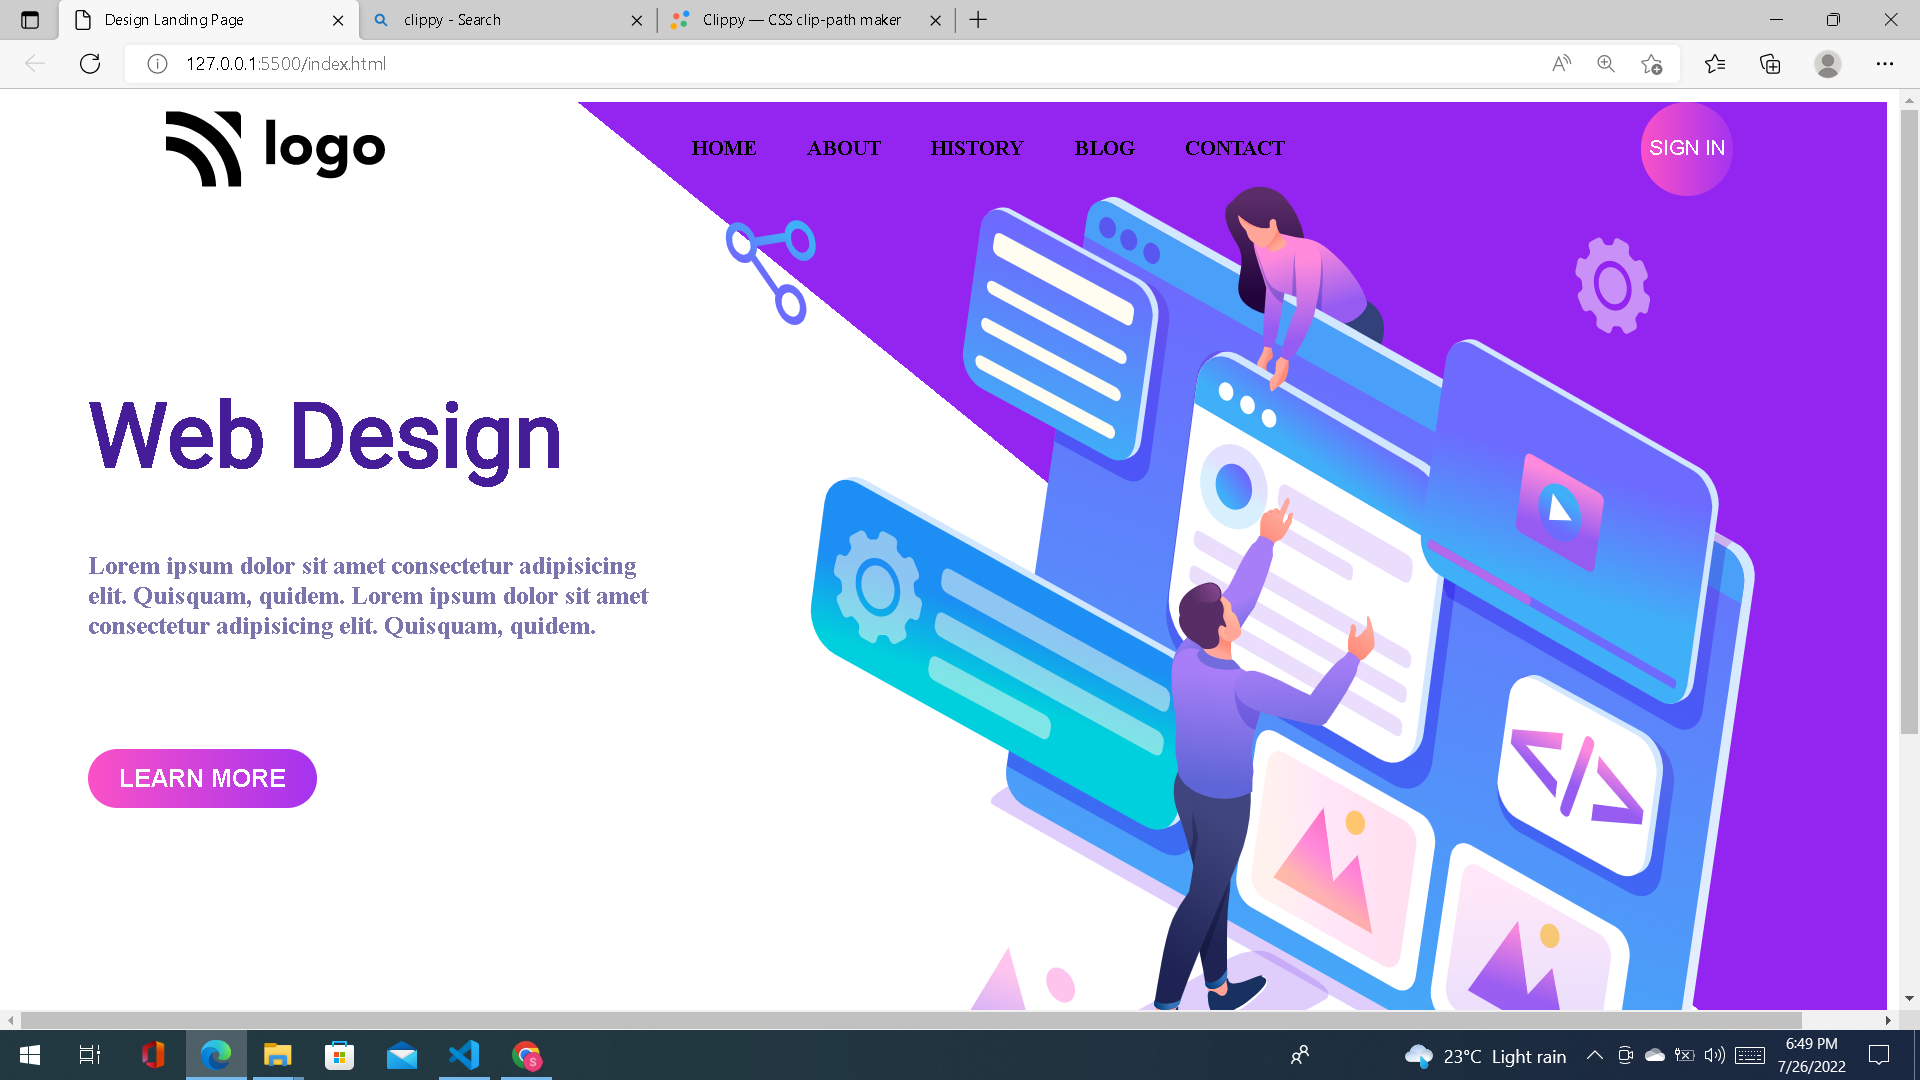 Design Landing Page
clippy - Search
Clippy — CSS clip-path maker
127.0.0.1:5500/index.html
logo
HOME
ABOUT
HISTORY
BLOG
CONTACT
SIGN IN
Web Design
Lorem ipsum dolor sit amet consectetur adipisicing
elit. Quisquam, quidem. Lorem ipsum dolor sit amet
consectetur adipisicing elit. Quisquam, quidem.
LEARN MORE
</>
S
23°C Light rain
6:49 PM
7/26/2022